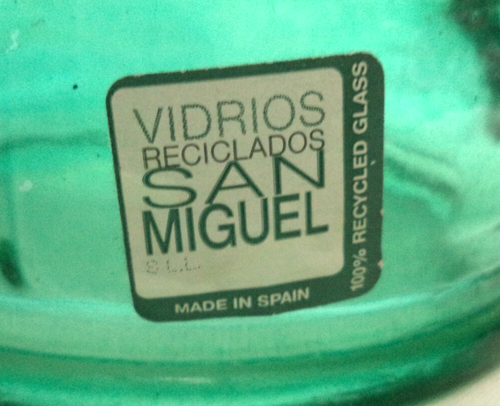 VIDRIOS
RECICLADOS
SAN
MIGUEL
S.L.L.
MADE IN SPAIN
100% RECYCLED GLASS